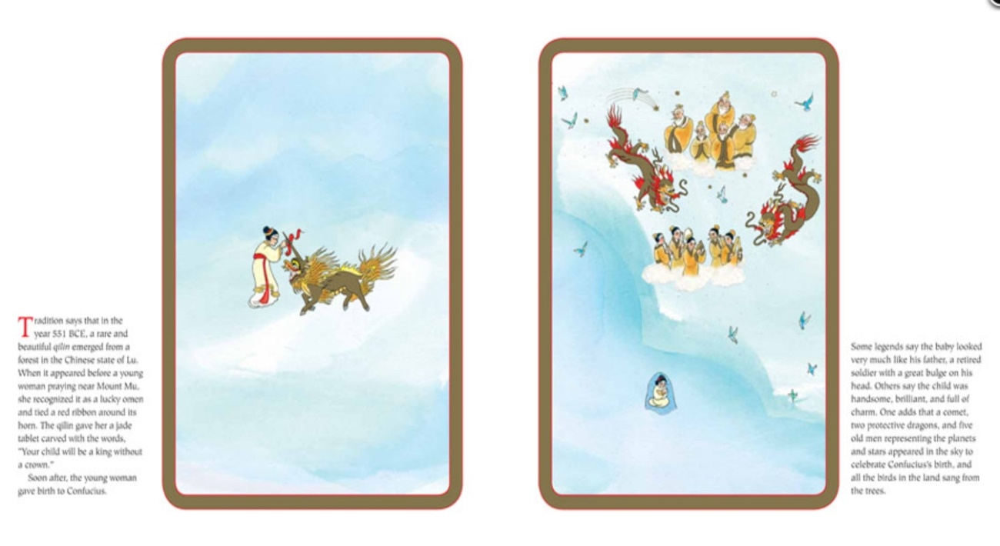 Tradition says that in the
year 551 BCE, a rare and
beautiful qilin emerged from a
forest in the Chinese state of Lu.
When it appeared before a young
woman praying near Mount Mu,
she recognized it as a lucky omen
and tied a red ribbon around its
horn. The qilin gave her a jade
tablet carved with the words,
"Your child will be a king without
a crown."
Soon after, the young woman
gave birth to Confucius.
Some legends say the baby looked
very much like his father, a retired
soldier with a great bulge on his
head. Others say the child was
handsome, brilliant, and full of
charm. One adds that a comet,
two protective dragons, and five
old men representing the planets
and stars appeared in the sky to
celebrate Confucius's birth, and
all the birds in the land sang from
the trees.